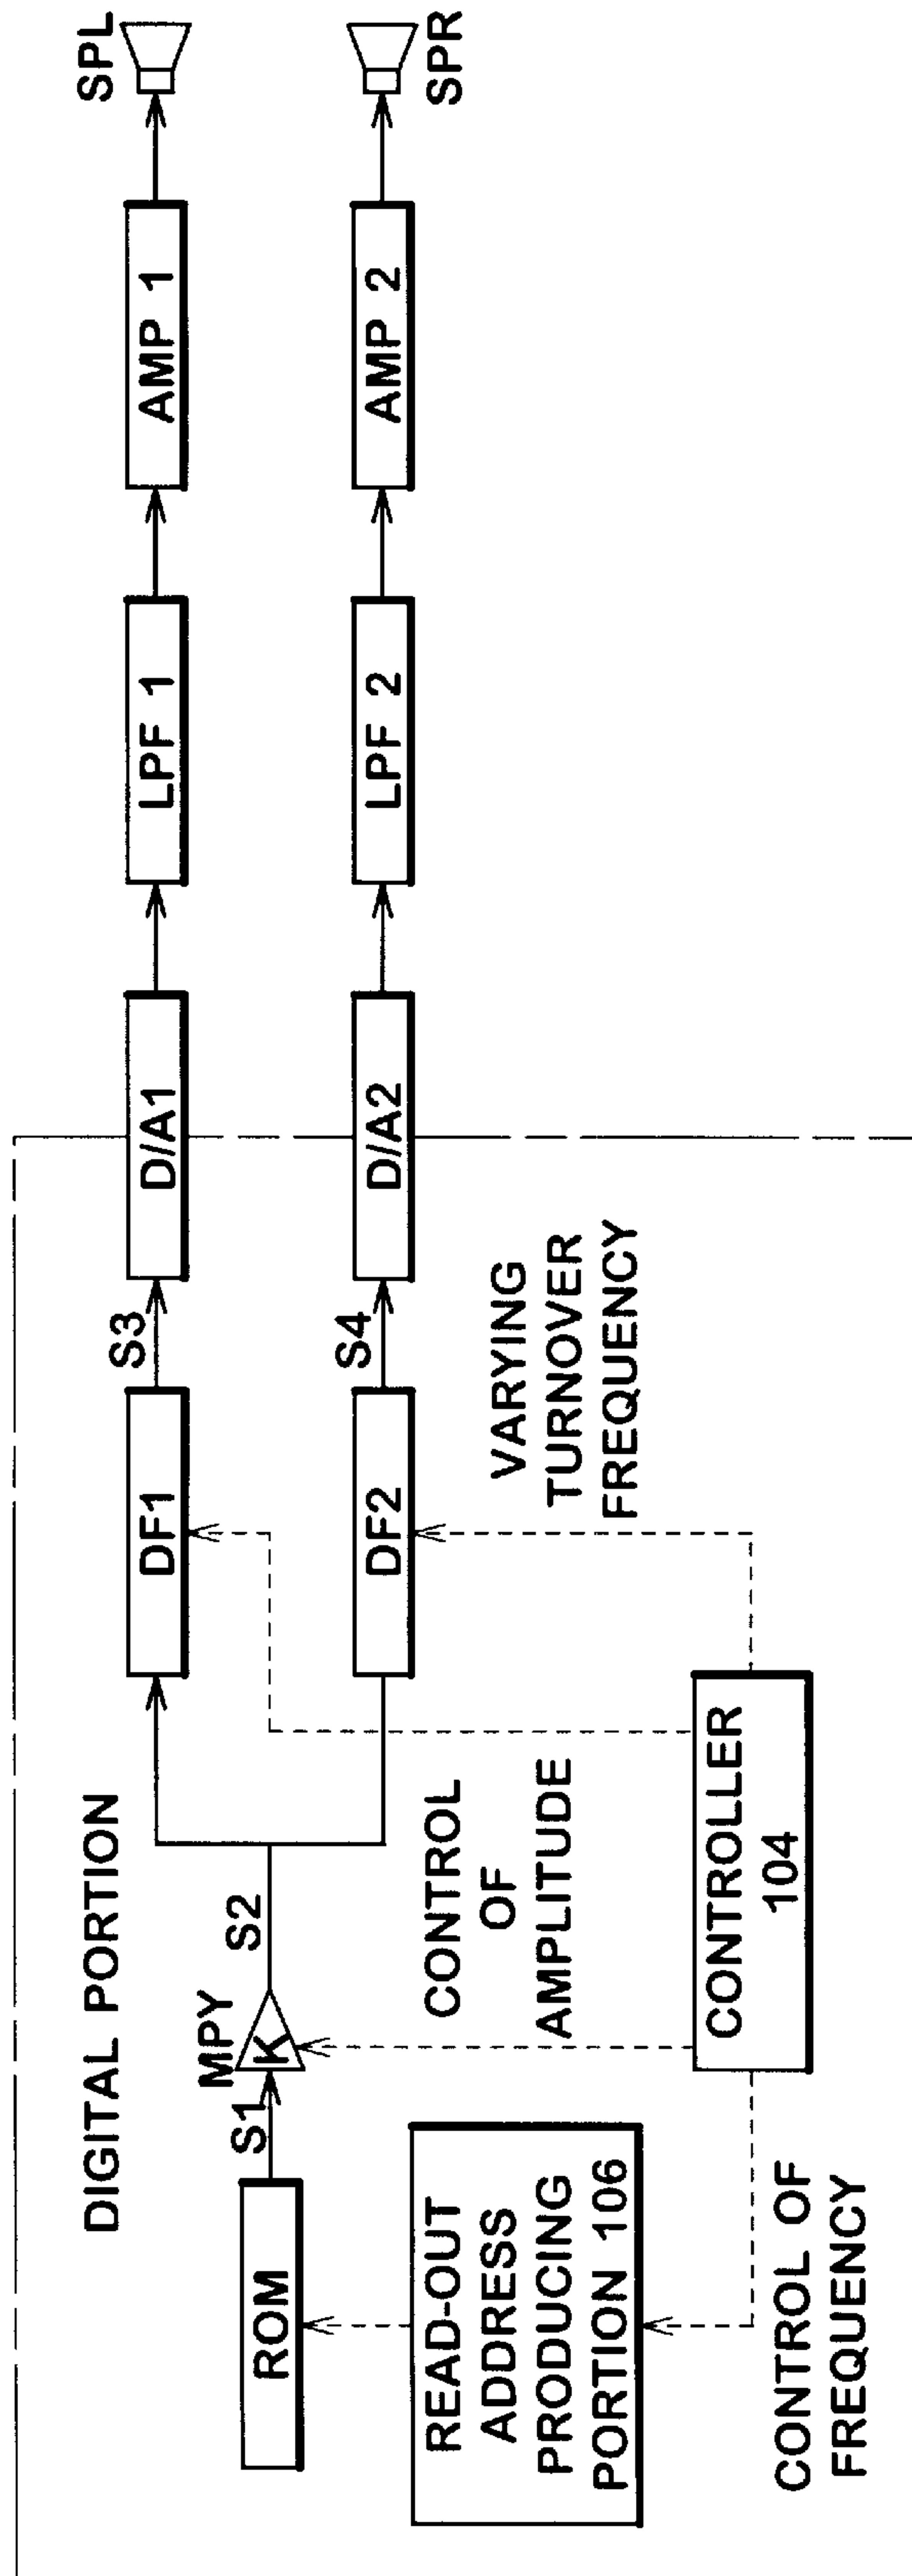 DIGITAL PORTION
ROM
S1
MPY
K
S2
DF1
S3
D/A1
LPF 1
AMP 1
SPL
DF2
S4
D/A2
LPF 2
AMP 2
SPR
READ-OUT
ADDRESS
PRODUCING
PORTION 106
CONTROL
OF
AMPLITUDE
VARYING
TURNOVER
FREQUENCY
CONTROLLER
104
CONTROL OF
FREQUENCY